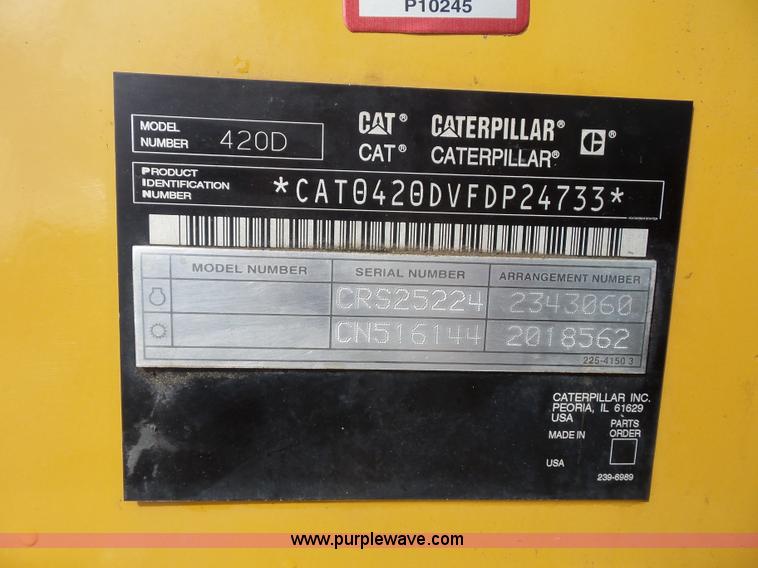 P10245
MODEL NUMBER 420D
CAT® CATERPILLAR® ®
CAT® CATERPILLAR®
PRODUCT IDENTIFICATION NUMBER *CAT0420DVFDP24733*
MODEL NUMBER SERIAL NUMBER ARRANGEMENT NUMBER
CRS25224 2343060
CN516144 2018562
225-4150 3
CATERPILLAR INC.
PEORIA, IL 61629
USA
PARTS ORDER
MADE IN
USA
239-6989
www.purplewave.com